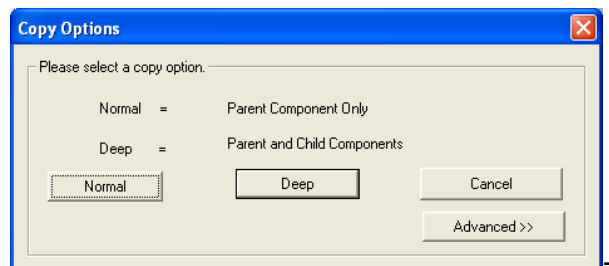 Copy Options
Please select a copy option.
Normal = Parent Component Only
Deep = Parent and Child Components
Normal Deep Cancel
Advanced >>